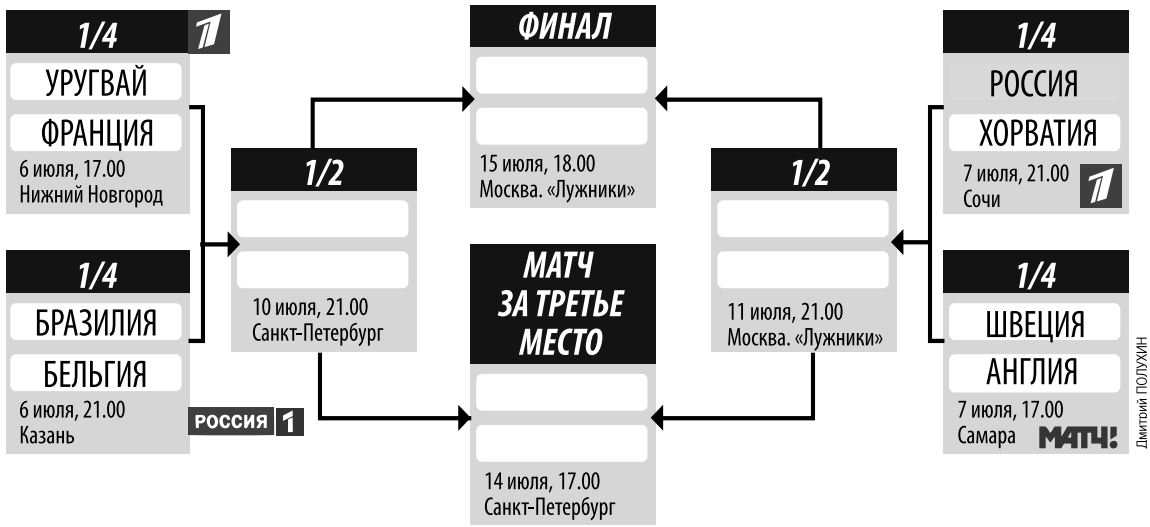 1/4
1
УРУГВАЙ
ФРАНЦИЯ
6 июля, 17.00
Нижний Новгород
1/4
БРАЗИЛИЯ
БЕЛЬГИЯ
6 июля, 21.00
Казань
РОССИЯ 1
1/2
10 июля, 21.00
Санкт-Петербург
ФИНАЛ
15 июля, 18.00
Москва. «Лужники»
МАТЧ
ЗА ТРЕТЬЕ
МЕСТО
14 июля, 17.00
Санкт-Петербург
1/2
11 июля, 21.00
Москва. «Лужники»
1/4
РОССИЯ
ХОРВАТИЯ
7 июля, 21.00
Сочи
1
1/4
ШВЕЦИЯ
АНГЛИЯ
7 июля, 17.00
Самара
МАТЧ!
Дмитрий ПОЛУХИН